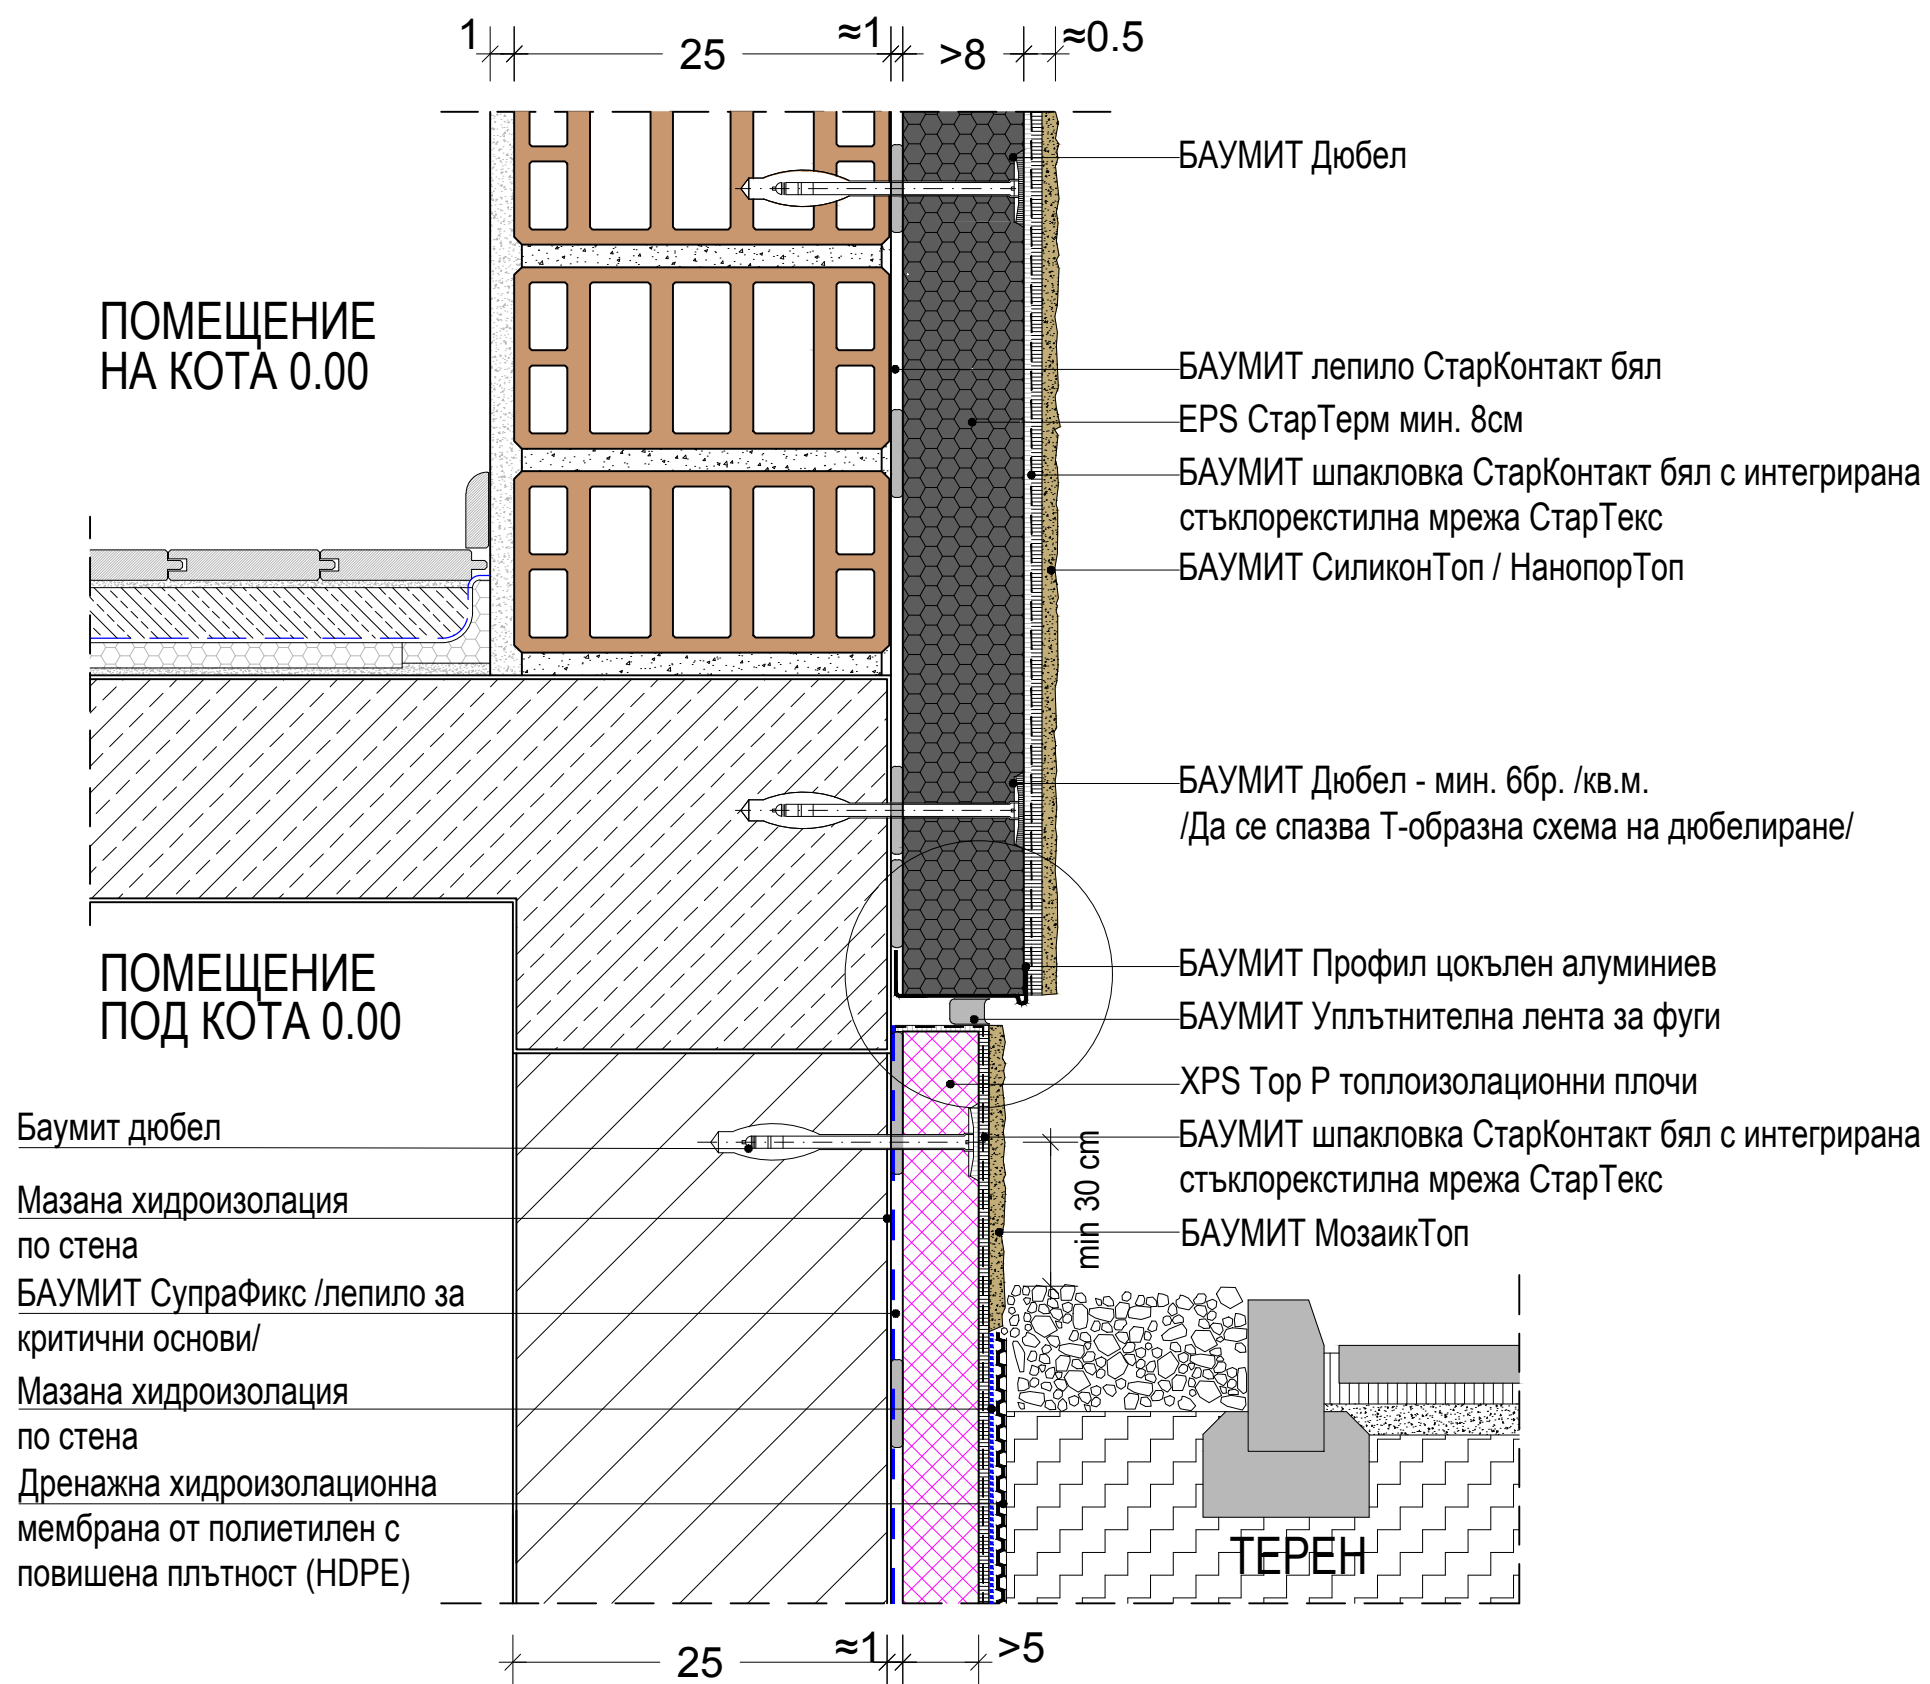 1
25
≈1
>8
≈0.5
БАУМИТ Дюбел
ПОМЕЩЕНИЕ
НА КОТА 0.00
БАУМИТ лепило СтарКонтакт бял
EPS СтарТерм мин. 8см
БАУМИТ шпакловка СтарКонтакт бял с интегрирана
стъклорекстилна мрежа СтарТекс
БАУМИТ СиликонТоп / НанопорТоп
БАУМИТ Дюбел - мин. 6бр. /кв.м.
/Да се спазва Т-образна схема на дюбелиране/
ПОМЕЩЕНИЕ
ПОД КОТА 0.00
БАУМИТ Профил цокълен алуминиев
БАУМИТ Уплътнителна лента за фуги
XPS Top P топлоизолационни плочи
БАУМИТ шпакловка СтарКонтакт бял с интегрирана
стъклорекстилна мрежа СтарТекс
БАУМИТ МозаикТоп
min 30 cm
Баумит дюбел
Мазана хидроизолация
по стена
БАУМИТ СупраФикс /лепило за
критични основи/
Мазана хидроизолация
по стена
Дренажна хидроизолационна
мембрана от полиетилен с
повишена плътност (HDPE)
ТЕРЕН
25
≈1
>5